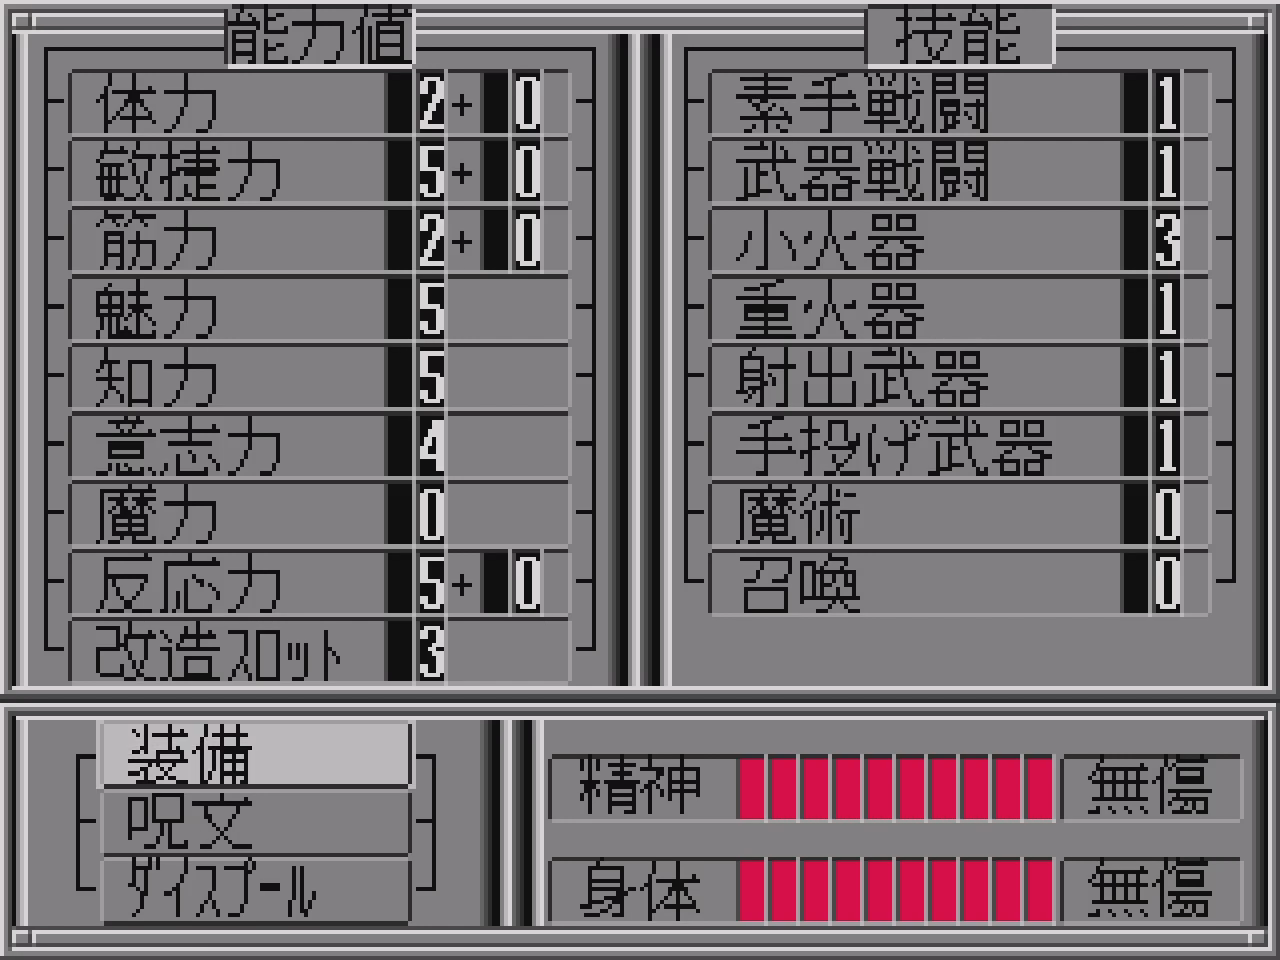 能力値
体力 2+ 0
敏捷力 5+ 0
筋力 2+ 0
魅力 5
知力 5
意志力 4
魔力 0
反応力 5+ 0
改造スロット 3
技能
素手戦闘 1
武器戦闘 1
小火器 3
重火器 1
射出武器 1
手投げ武器 1
魔術 0
召喚 0
装備
呪文
ダイスプール
精神 無傷
身体 無傷